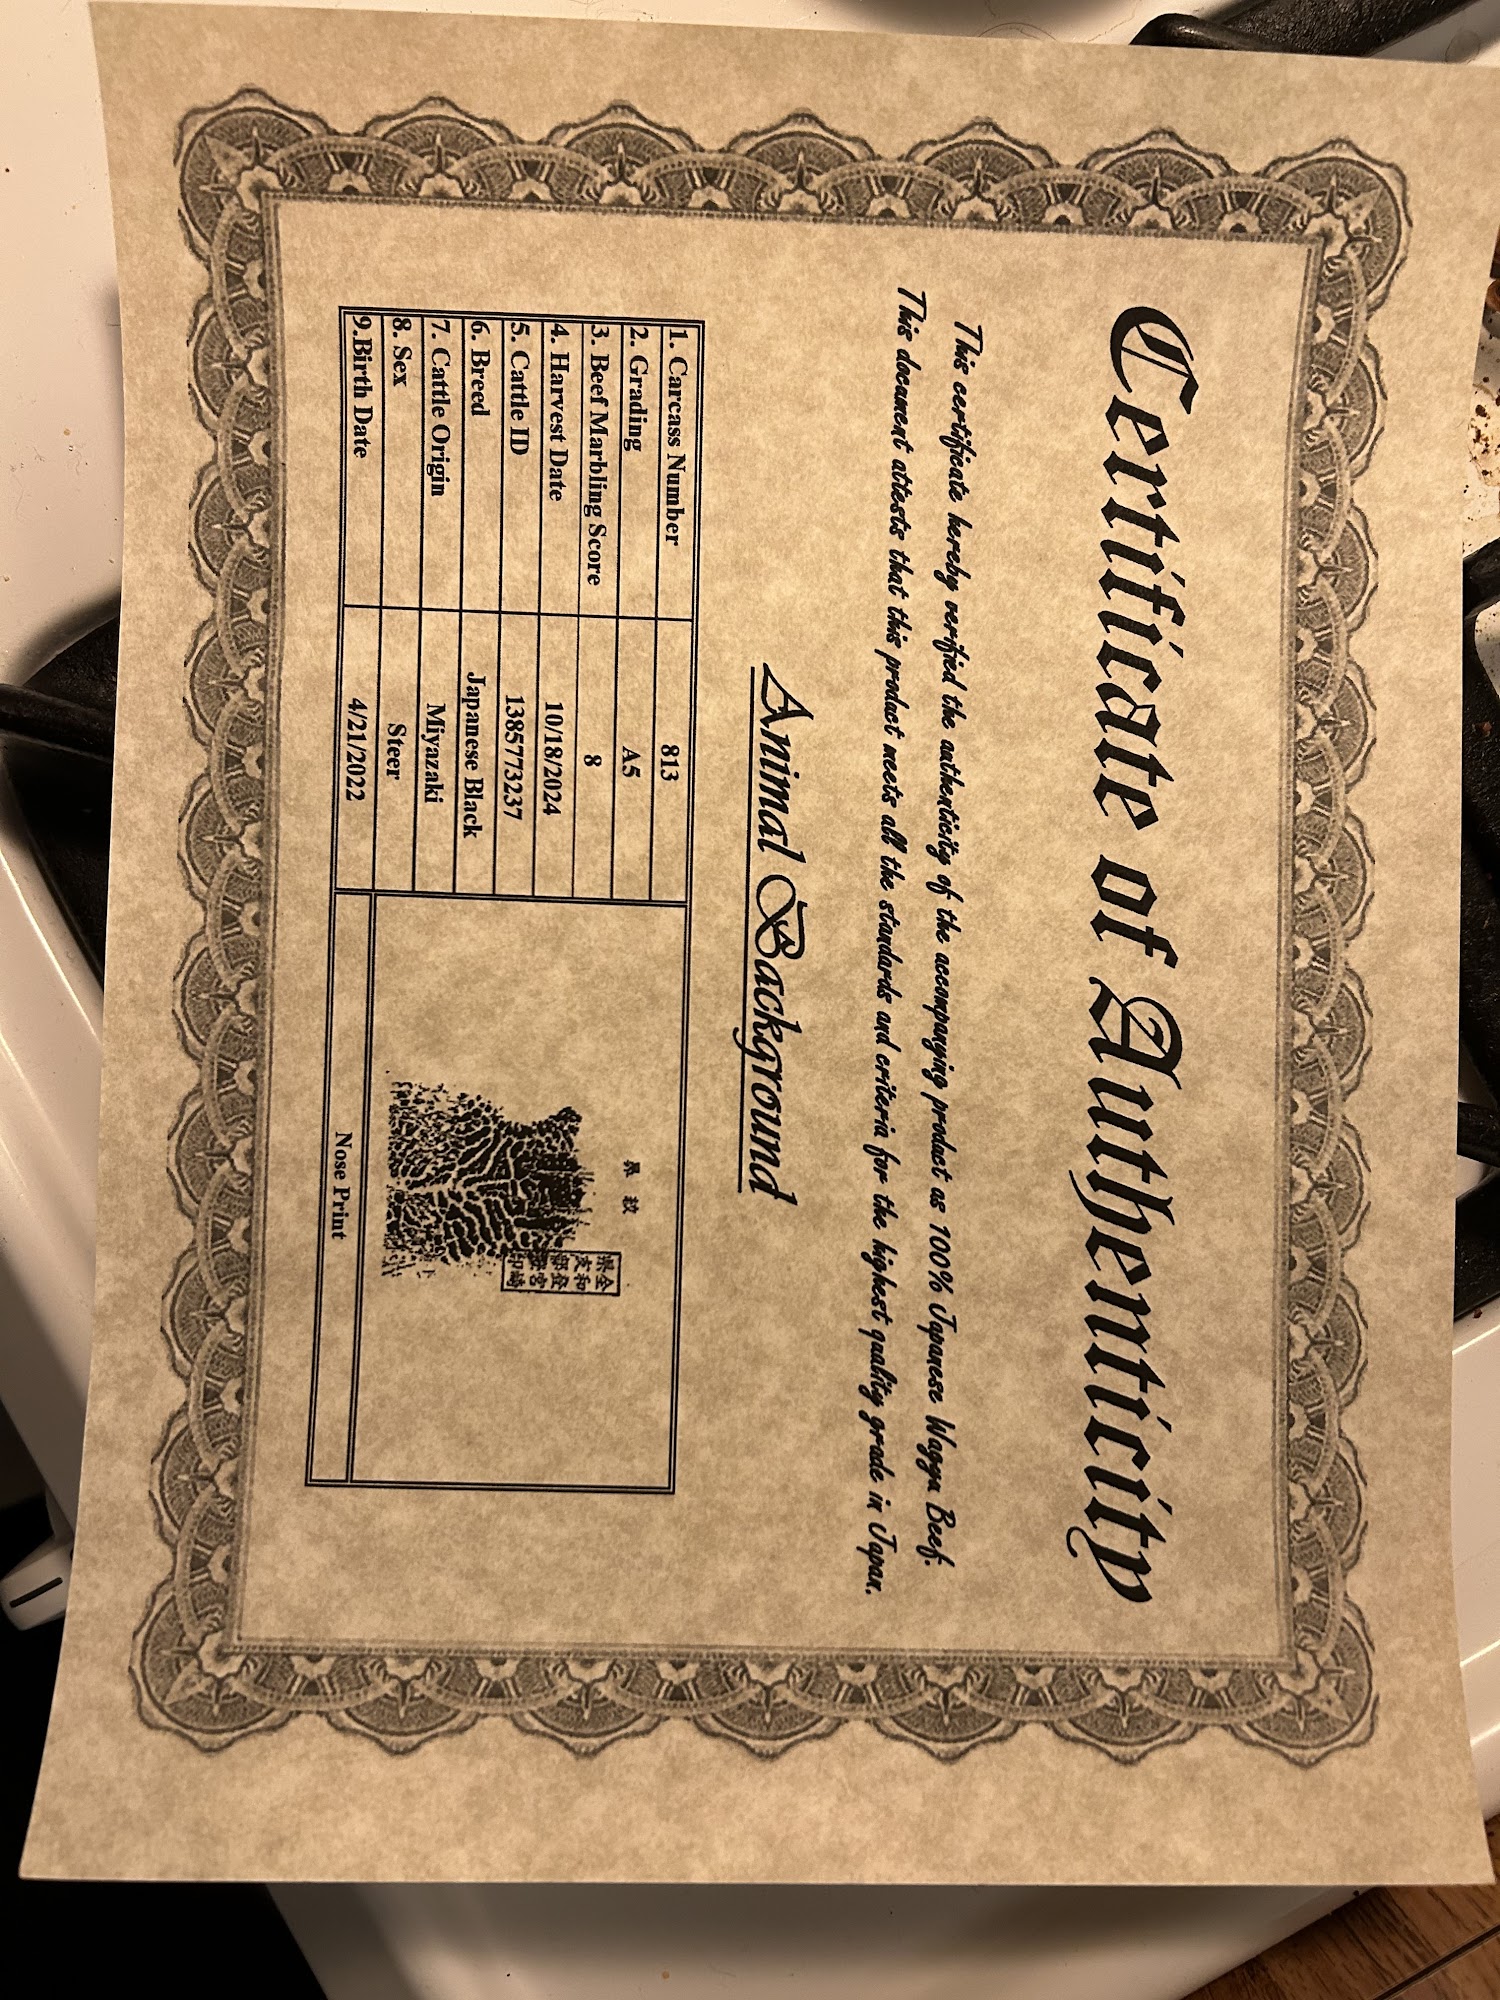 Certificate of Authenticity
This certificate hereby verified the authenticity of the accompanying product as 100% Japanese Wagyu Beef.
This document attests that this product meets all the standards and criteria for the highest quality grade in Japan.
Animal Background
1. Carcass Number 813
2. Grading A5
3. Beef Marbling Score 8
4. Harvest Date 10/18/2024
5. Cattle ID 1385773237
6. Breed Japanese Black
7. Cattle Origin Miyazaki
8. Sex Steer
9.Birth Date 4/21/2022
鼻 紋
Nose Print